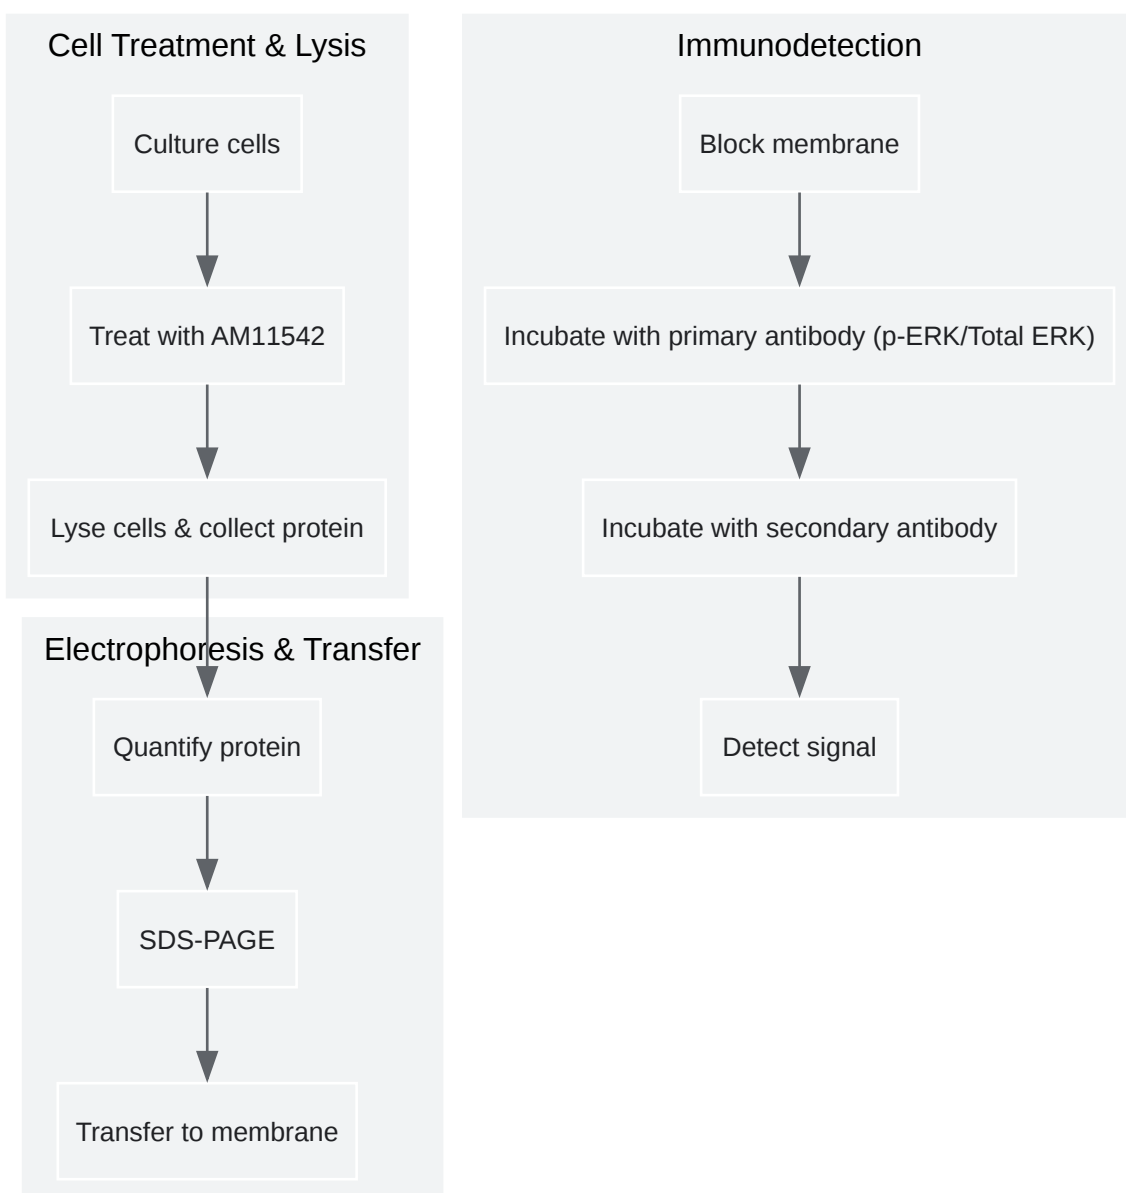 Cell Treatment & Lysis
Culture cells
Treat with AM11542
Lyse cells & collect protein
Electrophoresis & Transfer
Quantify protein
SDS-PAGE
Transfer to membrane
Immunodetection
Block membrane
Incubate with primary antibody (p-ERK/Total ERK)
Incubate with secondary antibody
Detect signal